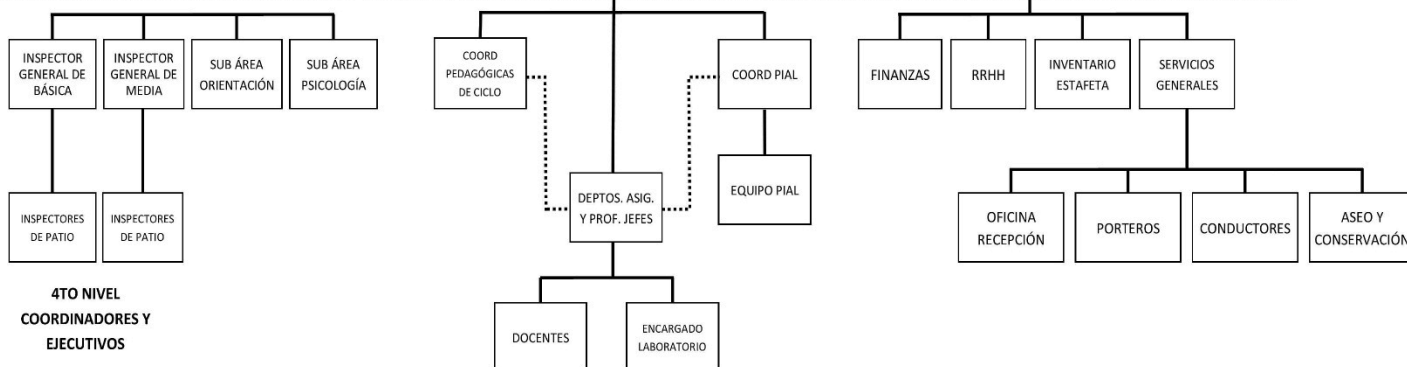 INSPECTOR
GENERAL DE
BÁSICA
INSPECTOR
GENERAL DE
MEDIA
SUB ÁREA
ORIENTACIÓN
SUB ÁREA
PSICOLOGÍA
COORD
PEDAGÓGICAS
DE CICLO
COORD PIAL
FINANZAS
RRHH
INVENTARIO
ESTAFETA
SERVICIOS
GENERALES
INSPECTORES
DE PATIO
INSPECTORES
DE PATIO
DEPTOS. ASIG.
Y PROF. JEFES
EQUIPO PIAL
OFICINA
RECEPCIÓN
PORTEROS
CONDUCTORES
ASEO Y
CONSERVACIÓN
4TO NIVEL
COORDINADORES Y
EJECUTIVOS
DOCENTES
ENCARGADO
LABORATORIO